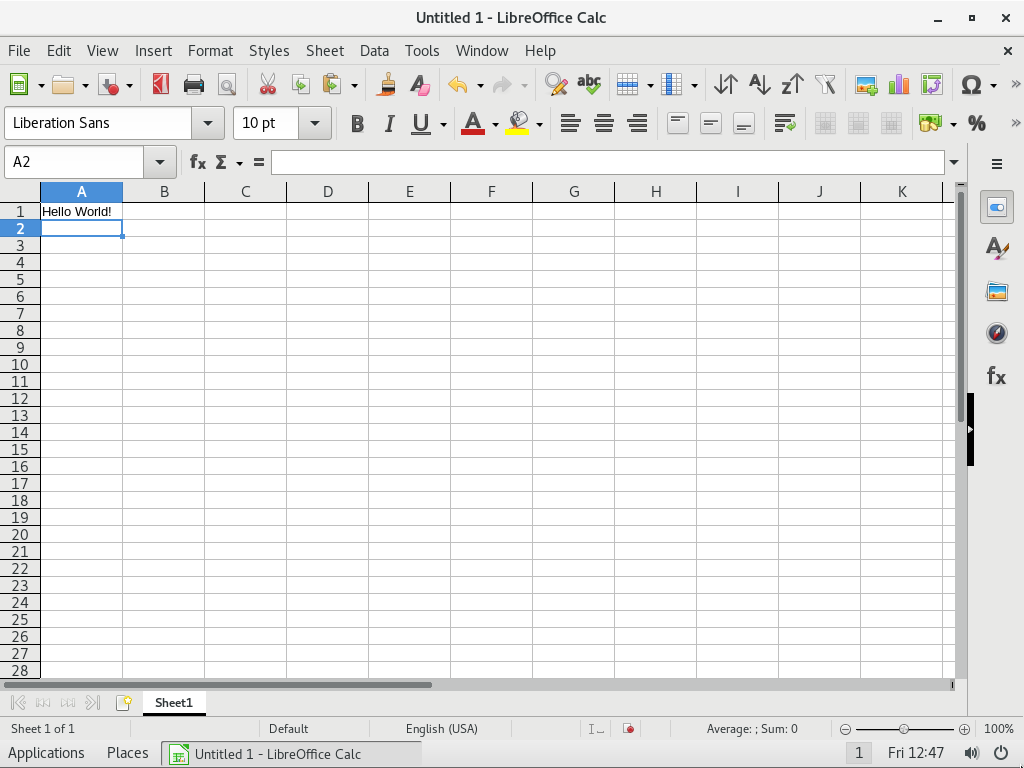 Untitled 1 - LibreOffice Calc
File Edit View Insert Format Styles Sheet Data Tools Window Help
abc Ω
Liberation Sans 10 pt B I U A %
A2 fx Σ =
A B C D E F G H I J K
1 Hello World!
2
3
4
5
6
7
8
9
10
11
12
13
14
15
16
17
18
19
20
21
22
23
24
25
26
27
28
fx
Sheet1
Sheet 1 of 1 Default English (USA) Average: ; Sum: 0 100%
Applications Places Untitled 1 - LibreOffice Calc 1 Fri 12:47